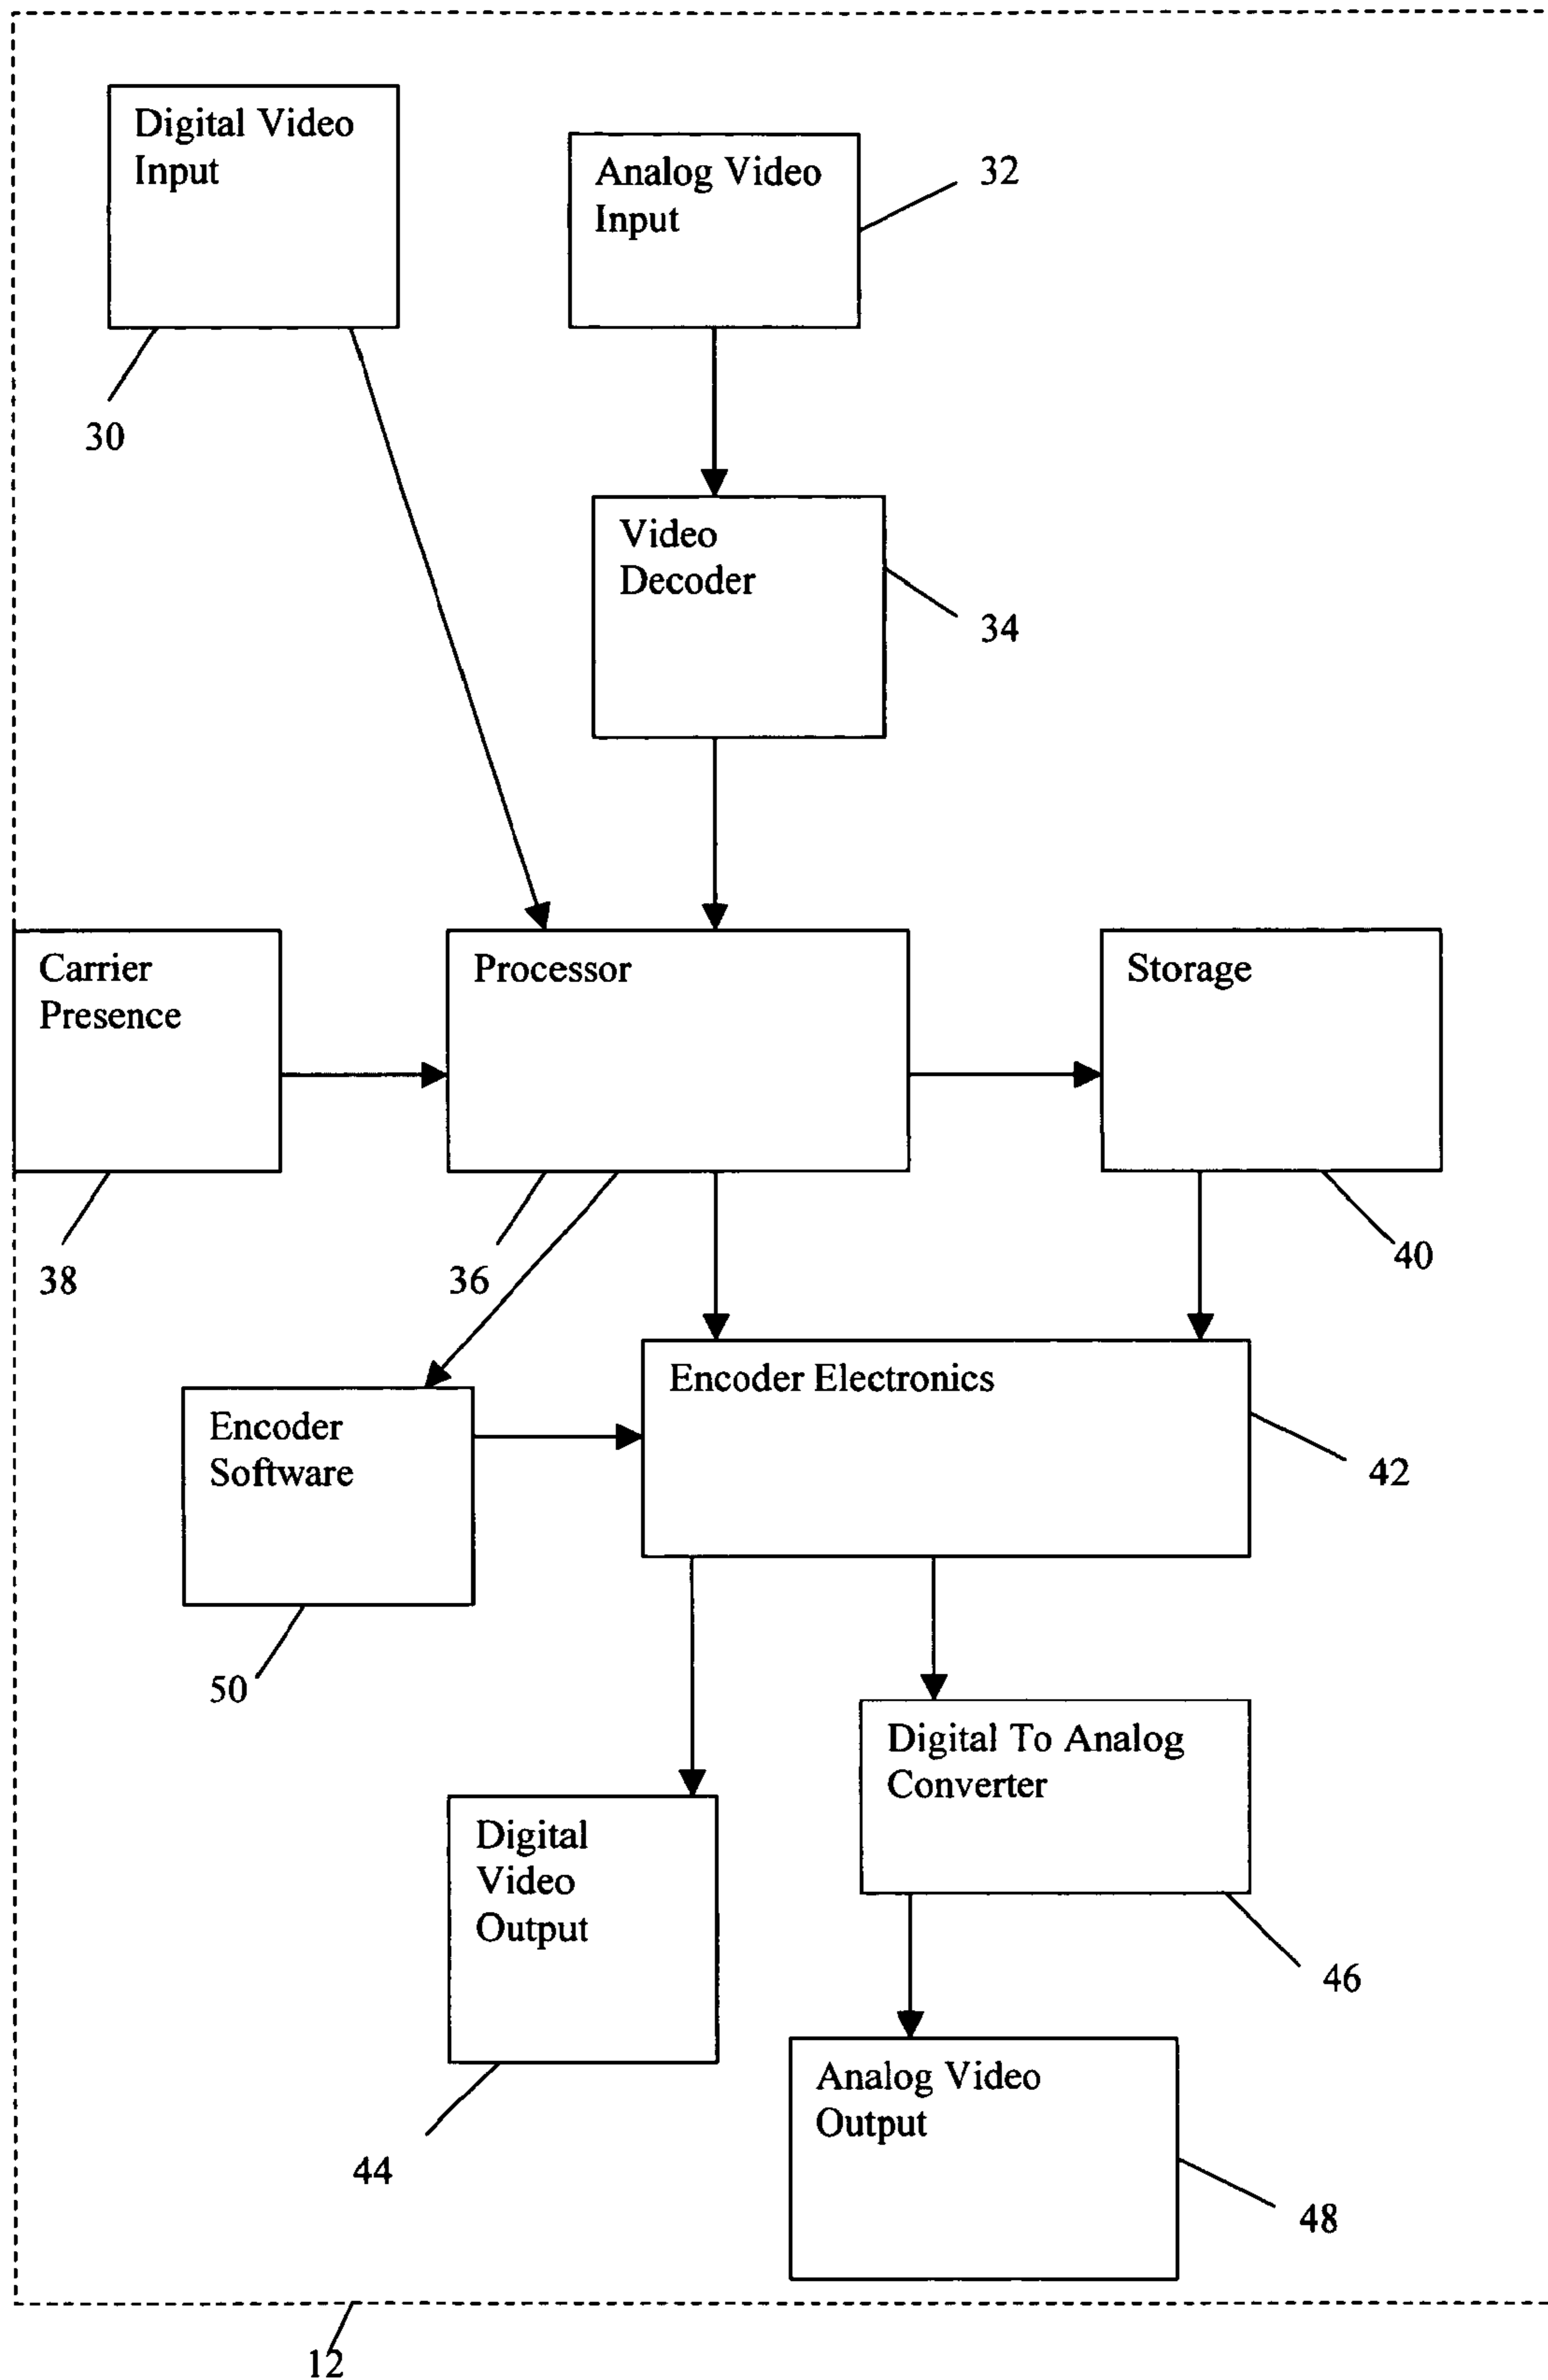 Digital Video
Input
Analog Video
Input
32
30
Video
Decoder
34
Carrier
Presence
Processor
Storage
38
36
40
Encoder Electronics
Encoder
Software
42
50
Digital To Analog
Converter
Digital
Video
Output
46
Analog Video
Output
44
48
12